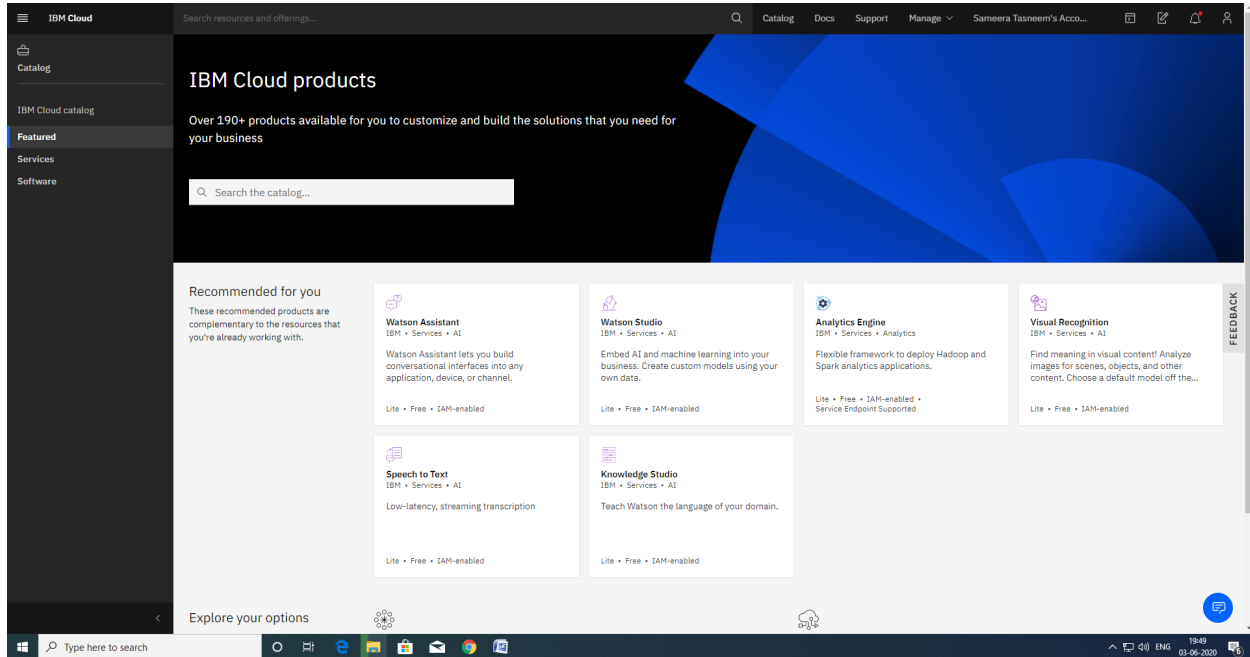 IBM Cloud
Search resources and offerings...
Catalog
Docs
Support
Manage
Sameera Tasneem's Acco...
Catalog
IBM Cloud catalog
Featured
Services
Software
IBM Cloud products
Over 190+ products available for you to customize and build the solutions that you need for
your business
Search the catalog...
Recommended for you
These recommended products are
complementary to the resources that
you're already working with.
Watson Assistant
IBM • Services • AI
Watson Assistant lets you build
conversational interfaces into any
application, device, or channel.
Lite • Free • IAM-enabled
Watson Studio
IBM • Services • AI
Embed AI and machine learning into your
business. Create custom models using your
own data.
Lite • Free • IAM-enabled
Analytics Engine
IBM • Services • Analytics
Flexible framework to deploy Hadoop and
Spark analytics applications.
Lite • Free • IAM-enabled •
Service Endpoint Supported
Visual Recognition
IBM • Services • AI
Find meaning in visual content! Analyze
images for scenes, objects, and other
content. Choose a default model off the...
Lite • Free • IAM-enabled
FEEDBACK
Speech to Text
IBM • Services • AI
Low-latency, streaming transcription
Lite • Free • IAM-enabled
Knowledge Studio
IBM • Services • AI
Teach Watson the language of your domain.
Lite • Free • IAM-enabled
Explore your options
Type here to search
ENG
19:49
03-06-2020
6